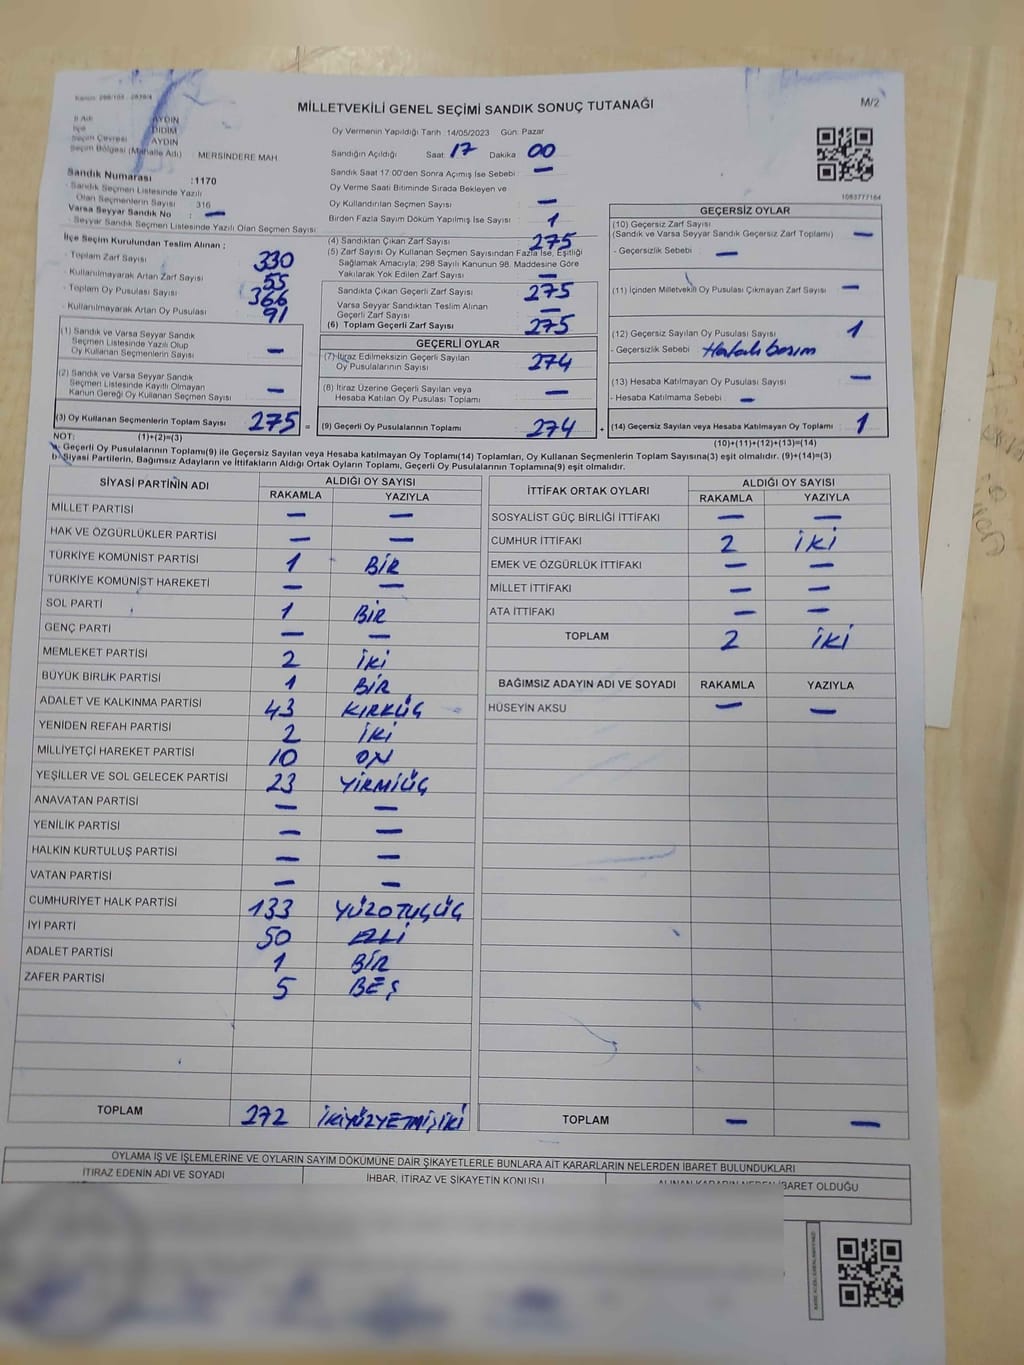 Kanun: 298/105 - 2839/4
MİLLETVEKİLİ GENEL SEÇİMİ SANDIK SONUÇ TUTANAĞI
M/2
İl Adı : AYDIN
İlçe : DİDİM
Seçim Çevresi : AYDIN
Seçim Bölgesi (Mahalle Adı) : MERSİNDERE MAH
Sandık Numarası : 1170
Sandık Seçmen Listesinde Yazılı
Olan Seçmenlerin Sayısı : 316
Varsa Seyyar Sandık No : —
- Seyyar Sandık Seçmen Listesinde Yazılı Olan Seçmen Sayısı
Oy Vermenin Yapıldığı Tarih : 14/05/2023 Gün: Pazar
Sandığın Açıldığı Saat 17 Dakika 00
Sandık Saat 17.00'den Sonra Açımış İse Sebebi : —
Oy Verme Saati Bitiminde Sırada Bekleyen ve
Oy Kullandırılan Seçmen Sayısı —
Birden Fazla Sayım Döküm Yapılmış İse Sayısı 1
1083777164
İlçe Seçim Kurulundan Teslim Alınan :
- Toplam Zarf Sayısı 330
- Kullanılmayarak Artan Zarf Sayısı 55
- Toplam Oy Pusulası Sayısı 366
- Kullanılmayarak Artan Oy Pusulası 91
(4) Sandıktan Çıkan Zarf Sayısı 275
(5) Zarf Sayısı Oy Kullanan Seçmen Sayısından Fazla İse, Eşitliği
Sağlamak Amacıyla; 298 Sayılı Kanunun 98. Maddesine Göre
Yakılarak Yok Edilen Zarf Sayısı —
Sandıkta Çıkan Geçerli Zarf Sayısı 275
Varsa Seyyar Sandıktan Teslim Alınan
Geçerli Zarf Sayısı —
(6) Toplam Geçerli Zarf Sayısı 275
GEÇERSİZ OYLAR
(10) Geçersiz Zarf Sayısı
(Sandık ve Varsa Seyyar Sandık Geçersiz Zarf Toplamı) —
- Geçersizlik Sebebi : —
(11) İçinden Milletvekili Oy Pusulası Çıkmayan Zarf Sayısı —
(12) Geçersiz Sayılan Oy Pusulası Sayısı 1
- Geçersizlik Sebebi Hatalı basım
(13) Hesaba Katılmayan Oy Pusulası Sayısı —
- Hesaba Katılmama Sebebi : —
(1) Sandık ve Varsa Seyyar Sandık
Seçmen Listesinde Yazılı Olup
Oy Kullanan Seçmenlerin Sayısı —
(2) Sandık ve Varsa Seyyar Sandık
Seçmen Listesinde Kayıtlı Olmayan
Kanun Gereği Oy Kullanan Seçmen Sayısı —
GEÇERLİ OYLAR
(7) İtiraz Edilmeksizin Geçerli Sayılan
Oy Pusulalarının Sayısı 274
(8) İtiraz Üzerine Geçerli Sayılan veya
Hesaba Katılan Oy Pusulası Toplamı —
(3) Oy Kullanan Seçmenlerin Toplam Sayısı 275 = (9) Geçerli Oy Pusulalarının Toplamı 274 + (14) Geçersiz Sayılan veya Hesaba Katılmayan Oy Toplamı 1
NOT: (1)+(2)=(3) (10)+(11)+(12)+(13)=(14)
a- Geçerli Oy Pusulalarının Toplamı(9) ile Geçersiz Sayılan veya Hesaba katılmayan Oy Toplamı(14) Toplamları, Oy Kullanan Seçmen Toplam Sayısına(3) eşit olmalıdır. (9)+(14)=(3)
b- Siyasi Partilerin, Bağımsız Adayların ve İttifakların Aldığı Ortak Oyların Toplamı, Geçerli Oy Pusulalarının Toplamına(9) eşit olmalıdır.
SİYASİ PARTİNİN ADI ALDIĞI OY SAYISI
RAKAMLA YAZIYLA
MİLLET PARTİSİ — —
HAK VE ÖZGÜRLÜKLER PARTİSİ — —
TÜRKİYE KOMÜNİST PARTİSİ 1 BİR
TÜRKİYE KOMÜNİST HAREKETİ — —
SOL PARTİ 1 BİR
GENÇ PARTİ — —
MEMLEKET PARTİSİ 2 İKİ
BÜYÜK BİRLİK PARTİSİ 1 BİR
ADALET VE KALKINMA PARTİSİ 43 KIRKÜÇ
YENİDEN REFAH PARTİSİ 2 İKİ
MİLLİYETÇİ HAREKET PARTİSİ 10 ON
YEŞİLLER VE SOL GELECEK PARTİSİ 23 YİRMİÜÇ
ANAVATAN PARTİSİ — —
YENİLİK PARTİSİ — —
HALKIN KURTULUŞ PARTİSİ — —
VATAN PARTİSİ — —
CUMHURİYET HALK PARTİSİ 133 YÜZOTUÇÜÇ
İYİ PARTİ 50 ELLİ
ADALET PARTİSİ 1 BİR
ZAFER PARTİSİ 5 BEŞ
TOPLAM 272 İKİYÜZYETMİŞİKİ
İTTİFAK ORTAK OYLARI ALDIĞI OY SAYISI
RAKAMLA YAZIYLA
SOSYALİST GÜÇ BİRLİĞİ İTTİFAKI — —
CUMHUR İTTİFAKI 2 İKİ
EMEK VE ÖZGÜRLÜK İTTİFAKI — —
MİLLET İTTİFAKI — —
ATA İTTİFAKI — —
TOPLAM 2 İKİ
BAĞIMSIZ ADAYIN ADI VE SOYADI RAKAMLA YAZIYLA
HÜSEYİN AKSU — —
TOPLAM — —
OYLAMA İŞ VE İŞLEMLERİNE VE OYLARIN SAYIM DÖKÜMÜNE DAİR ŞİKAYETLERLE BUNLARA AİT KARARLARIN NELERDEN İBARET BULUNDUKLARI
İTİRAZ EDENİN ADI VE SOYADI İHBAR, İTİRAZ VE ŞİKAYETİN KONUSU ALINAN KARARIN NEDEN İBARET OLDUĞU